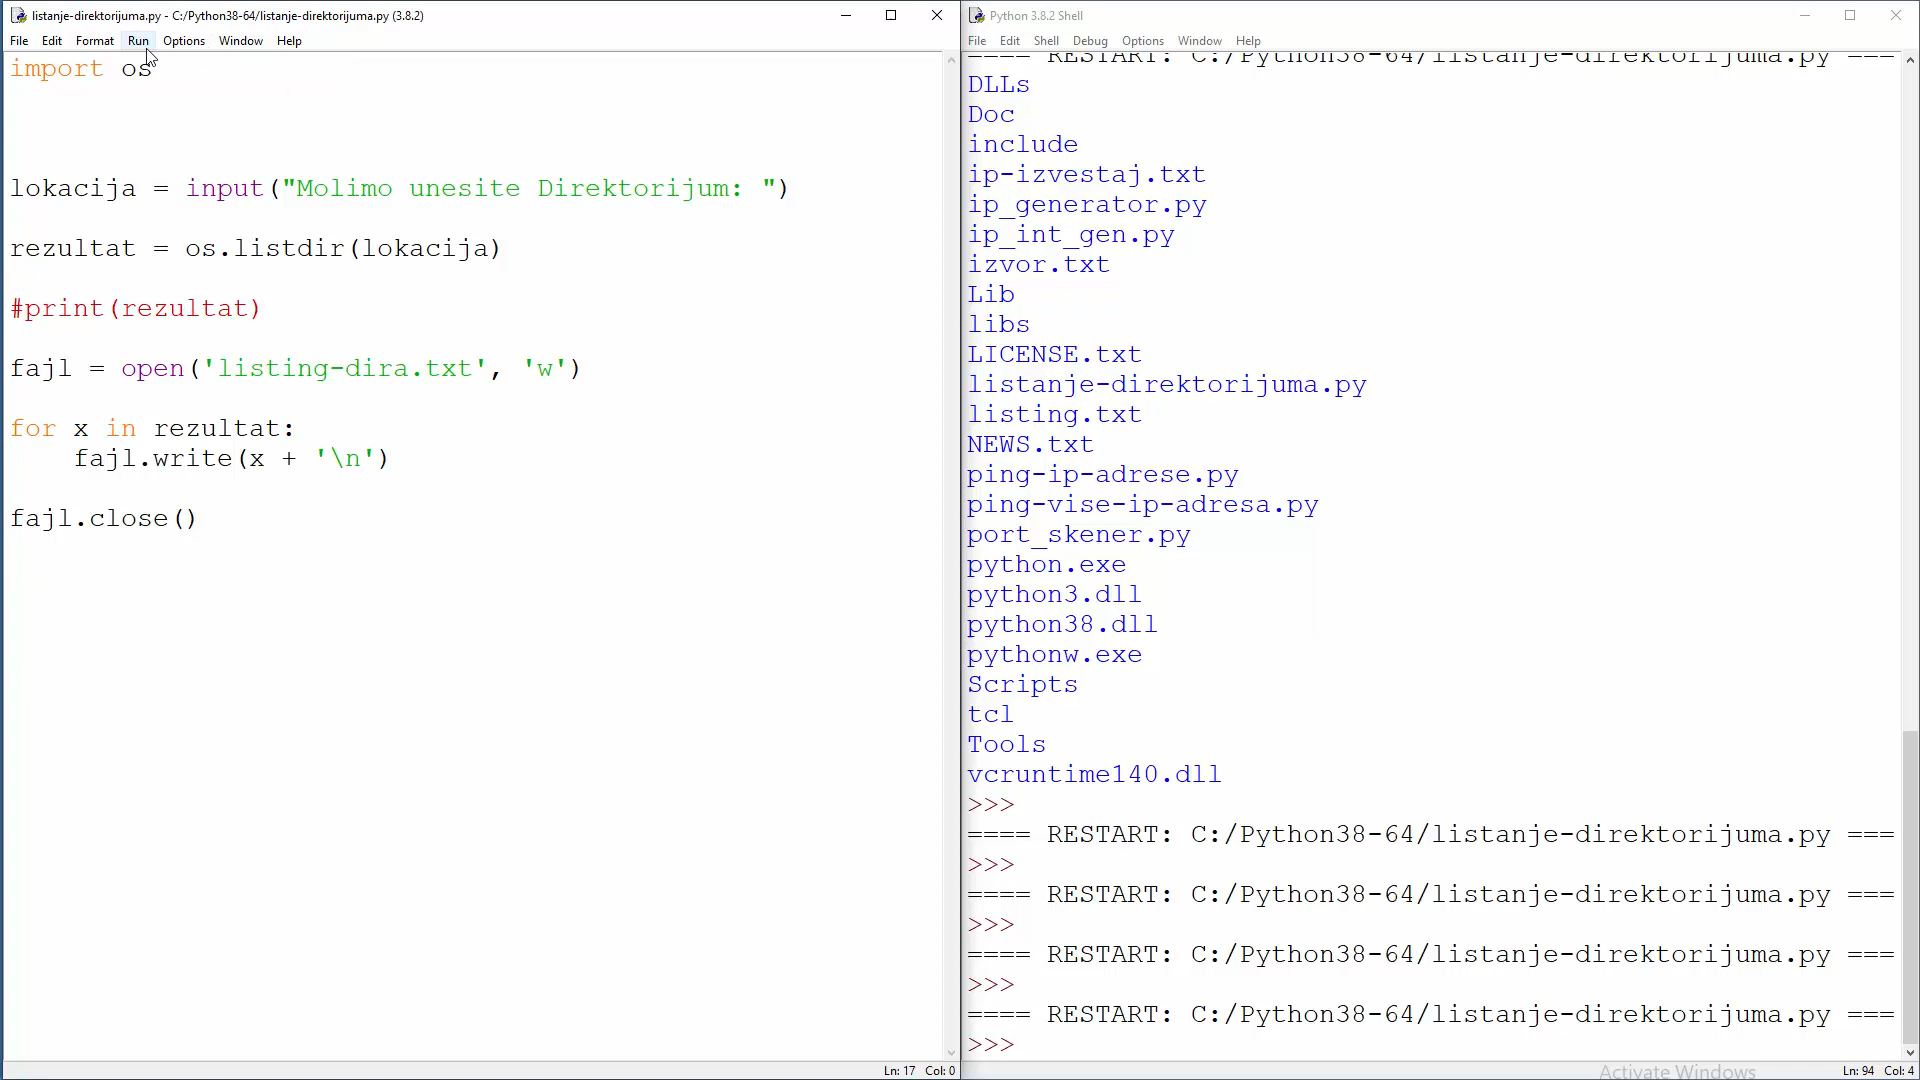 listanje-direktorijuma.py - C:/Python38-64/listanje-direktorijuma.py (3.8.2)
File Edit Format Run Options Window Help
import os
lokacija = input("Molimo unesite Direktorijum: ")
rezultat = os.listdir(lokacija)
#print(rezultat)
fajl = open('listing-dira.txt', 'w')
for x in rezultat:
    fajl.write(x + '\n')
fajl.close()
Ln: 17 Col: 0
Python 3.8.2 Shell
File Edit Shell Debug Options Window Help
==== RESTART: C:/Python38-64/listanje-direktorijuma.py ===
DLLs
Doc
include
ip-izvestaj.txt
ip_generator.py
ip_int_gen.py
izvor.txt
Lib
libs
LICENSE.txt
listanje-direktorijuma.py
listing.txt
NEWS.txt
ping-ip-adrese.py
ping-vise-ip-adresa.py
port_skener.py
python.exe
python3.dll
python38.dll
pythonw.exe
Scripts
tcl
Tools
vcruntime140.dll
>>>
==== RESTART: C:/Python38-64/listanje-direktorijuma.py ===
>>>
==== RESTART: C:/Python38-64/listanje-direktorijuma.py ===
>>>
==== RESTART: C:/Python38-64/listanje-direktorijuma.py ===
>>>
==== RESTART: C:/Python38-64/listanje-direktorijuma.py ===
>>>
Activate Windows
Ln: 94 Col: 4